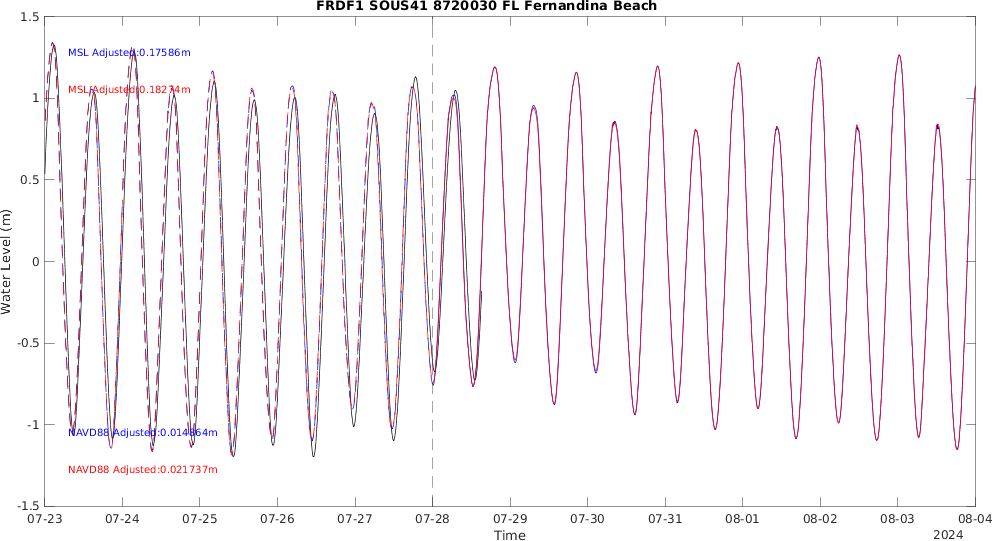 FRDF1 SOUS41 8720030 FL Fernandina Beach
1.5
MSL Adjusted:0.17586m
MSL Adjusted:0.18274m
1
0.5
0
-0.5
-1
-1.5
Water Level (m)
NAVD88 Adjusted:0.014864m
NAVD88 Adjusted:0.021737m
07-23 07-24 07-25 07-26 07-27 07-28 07-29 07-30 07-31 08-01 08-02 08-03 08-04
Time
2024